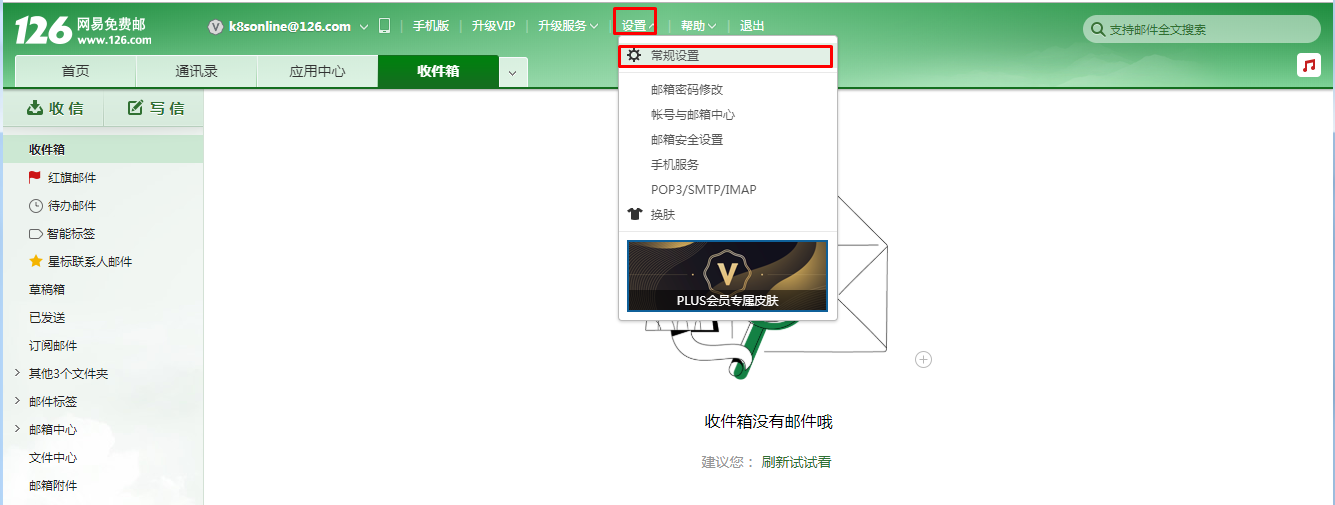 126 网易免费邮
www.126.com
k8sonline@126.com
手机版
升级VIP
升级服务
设置
帮助
退出
支持邮件全文搜索
首页
通讯录
应用中心
收件箱
常规设置
邮箱密码修改
帐号与邮箱中心
邮箱安全设置
手机服务
POP3/SMTP/IMAP
换肤
V
PLUS会员专属皮肤
收信
写信
收件箱
红旗邮件
待办邮件
智能标签
星标联系人邮件
草稿箱
已发送
订阅邮件
其他3个文件夹
邮件标签
邮箱中心
文件中心
邮箱附件
收件箱没有邮件哦
建议您： 刷新试试看